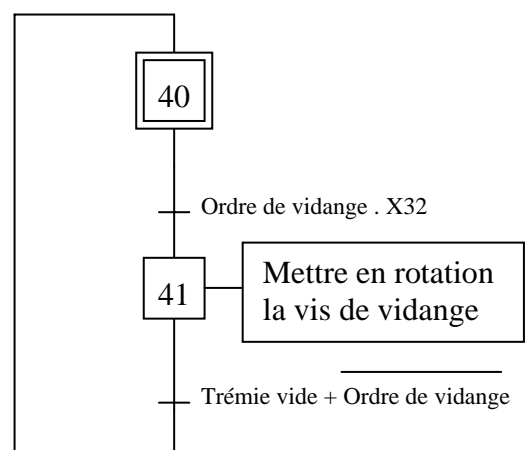 40
Ordre de vidange . X32
41
Mettre en rotation
la vis de vidange
Trémie vide + Ordre de vidange